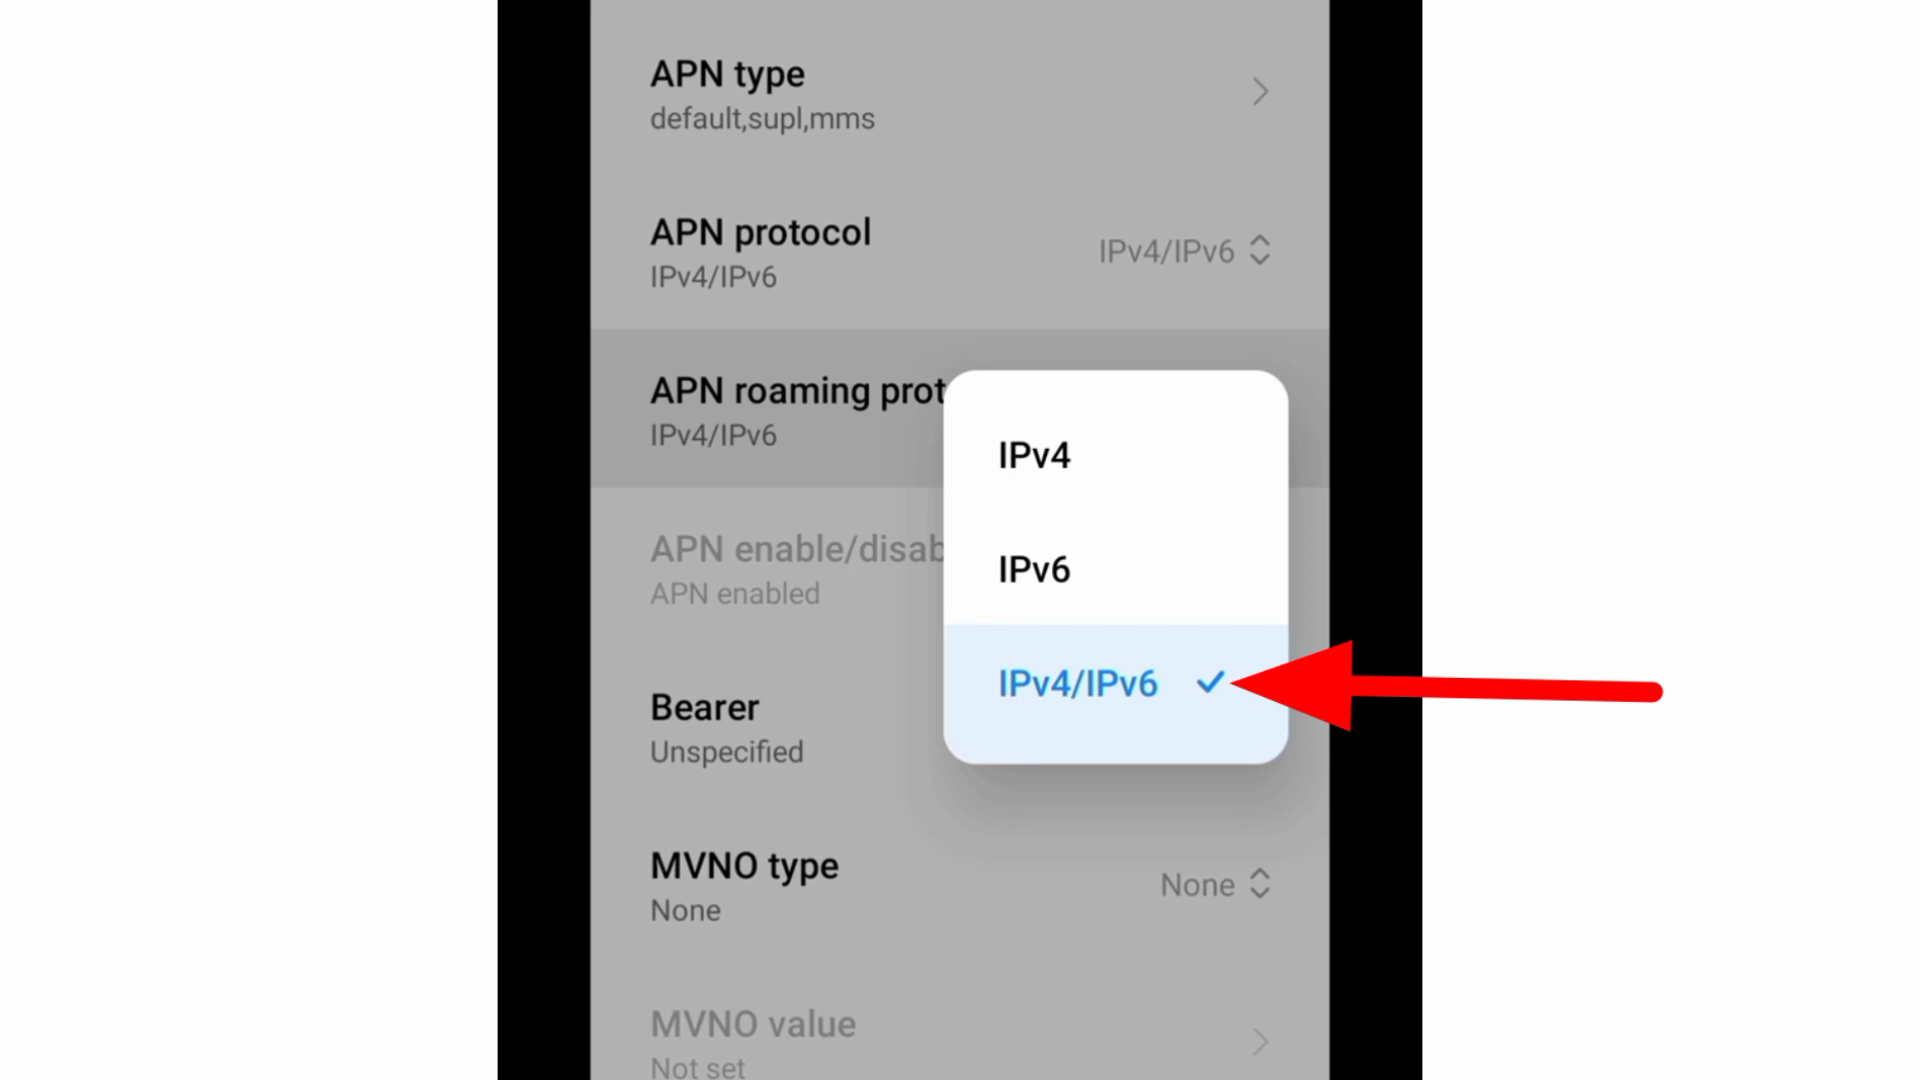 APN type
default,supl,mms
APN protocol
IPv4/IPv6
IPv4/IPv6
APN roaming prot
IPv4/IPv6
IPv4
IPv6
IPv4/IPv6
APN enable/disab
APN enabled
Bearer
Unspecified
MVNO type
None
None
MVNO value
Not set